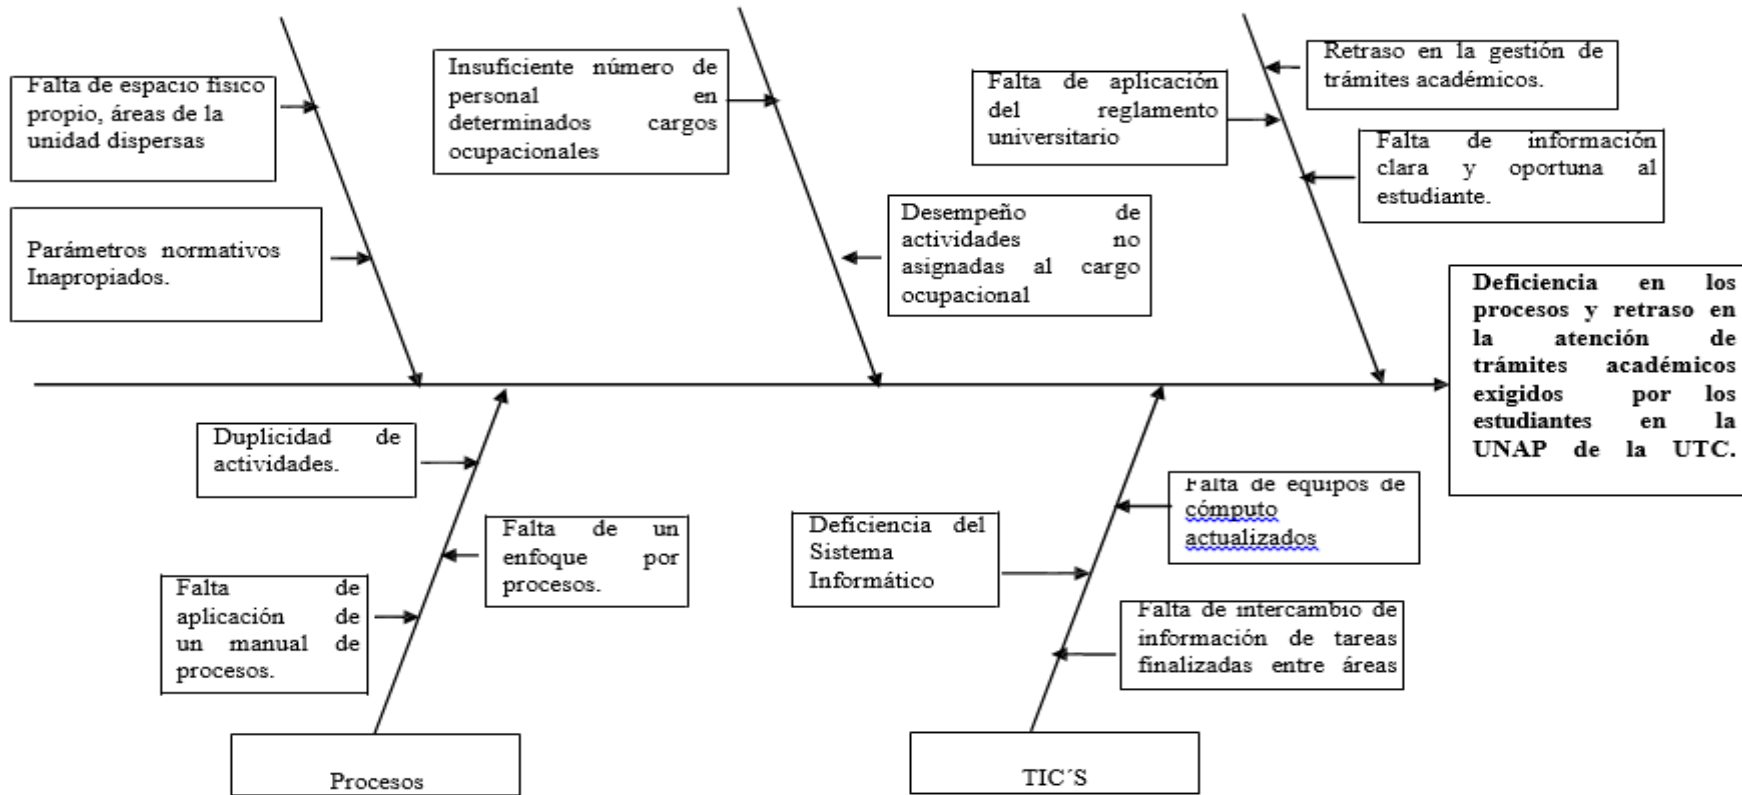 Falta de espacio físico
propio, áreas de la
unidad dispersas
Parámetros normativos
Inapropiados.
Insuficiente número de
personal en
determinados cargos
ocupacionales
Desempeño de
actividades no
asignadas al cargo
ocupacional
Falta de aplicación
del reglamento
universitario
Retraso en la gestión de
trámites académicos.
Falta de información
clara y oportuna al
estudiante.
Deficiencia en los
procesos y retraso en
la atención de
trámites académicos
exigidos por los
estudiantes en la
UNAP de la UTC.
Duplicidad de
actividades.
Falta de un
enfoque por
procesos.
Falta de
aplicación de
un manual de
procesos.
Procesos
Falta de equipos de
cómputo
actualizados
Deficiencia del
Sistema
Informático
Falta de intercambio de
información de tareas
finalizadas entre áreas
TIC´S